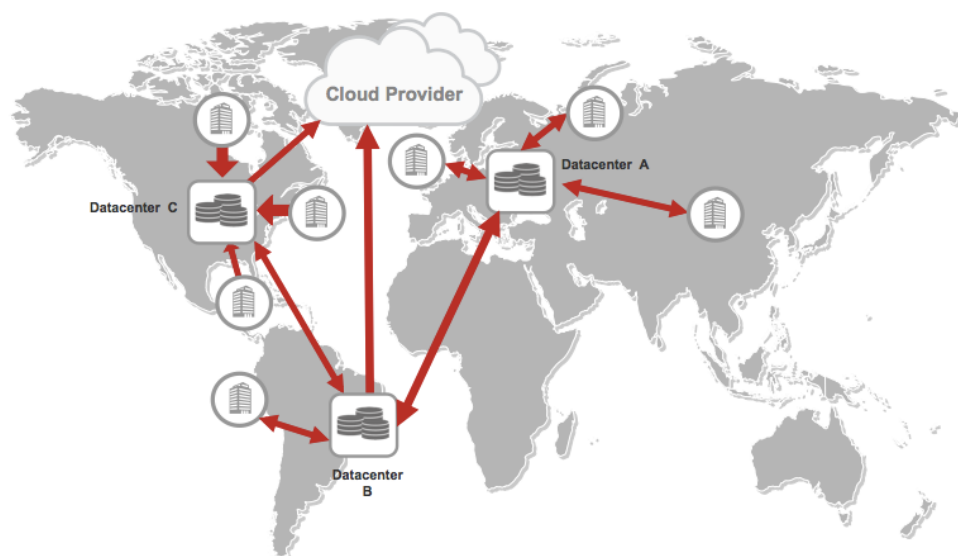 Cloud Provider
Datacenter A
Datacenter C
Datacenter
B